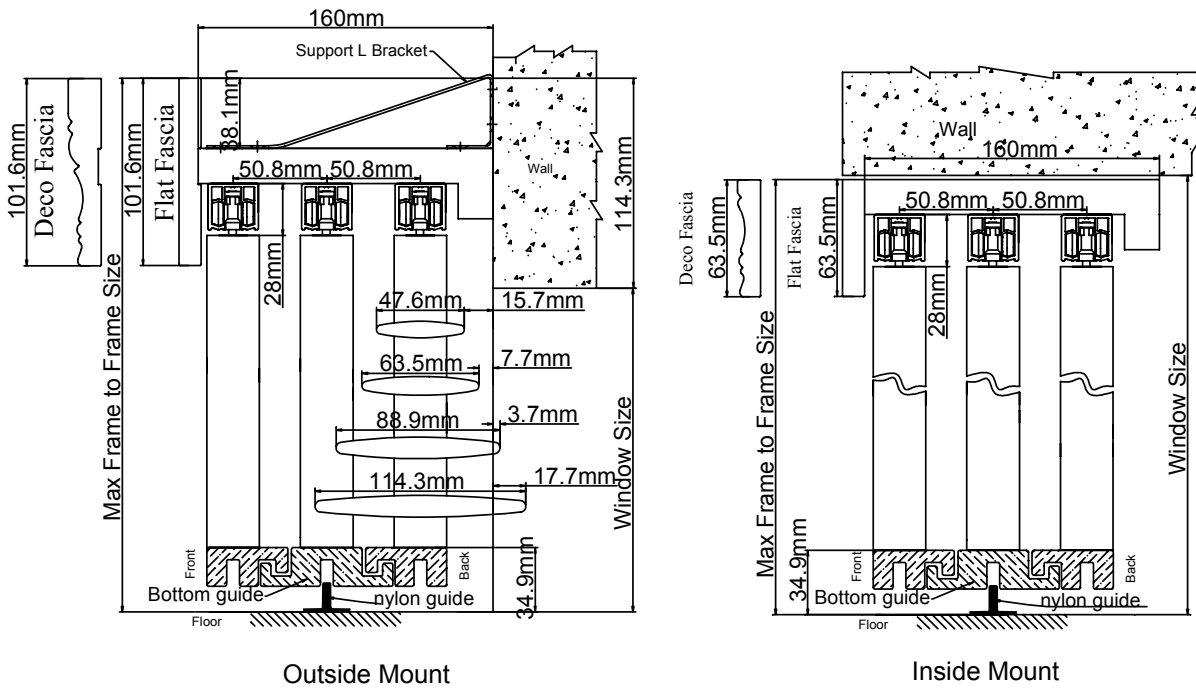 160mm
Support L Bracket
101.6mm
Deco Fascia
101.6mm
Flat Fascia
38.1mm
50.8mm
50.8mm
Wall
114.3mm
28mm
47.6mm
15.7mm
63.5mm
7.7mm
88.9mm
3.7mm
114.3mm
17.7mm
Max Frame to Frame Size
Window Size
Front
Back
Bottom guide
nylon guide
34.9mm
Floor
Outside Mount
Wall
160mm
Deco Fascia
63.5mm
Flat Fascia
63.5mm
50.8mm
50.8mm
28mm
Max Frame to Frame Size
Window Size
34.9mm
Front
Back
Bottom guide
nylon guide
Floor
Inside Mount